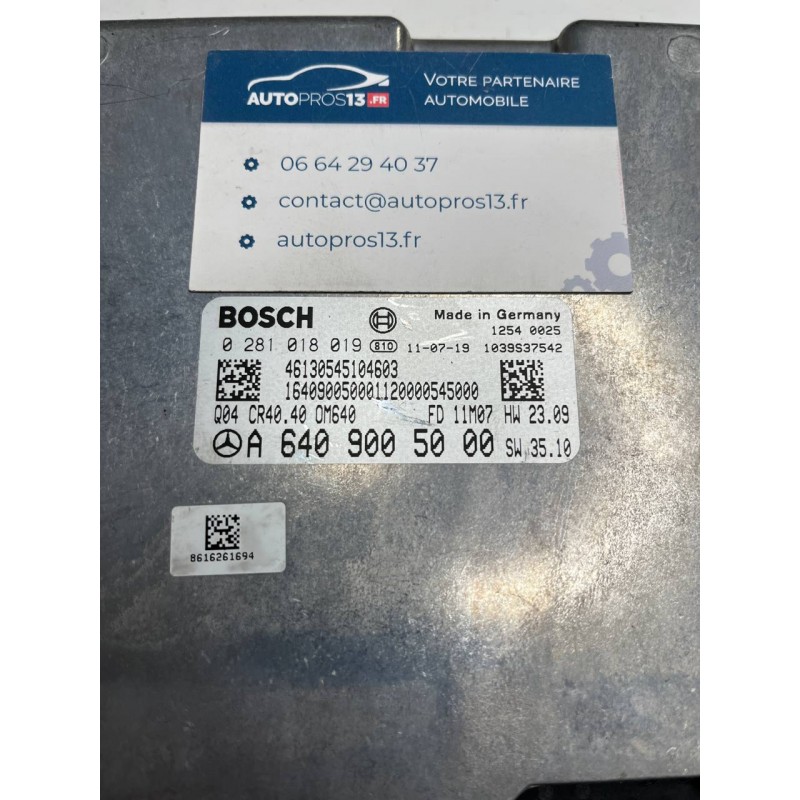 AUTOPROS13.FR
VOTRE PARTENAIRE
AUTOMOBILE
06 64 29 40 37
contact@autopros13.fr
autopros13.fr
BOSCH
Made in Germany
1254 0025
0 281 018 019 810 11-07-19 1039S37542
46130545104603
164090050001120000545000
Q04 CR40.40 OM640 FD 11M07 HW 23.09
A 640 900 50 00 SW 35.10
8616261694